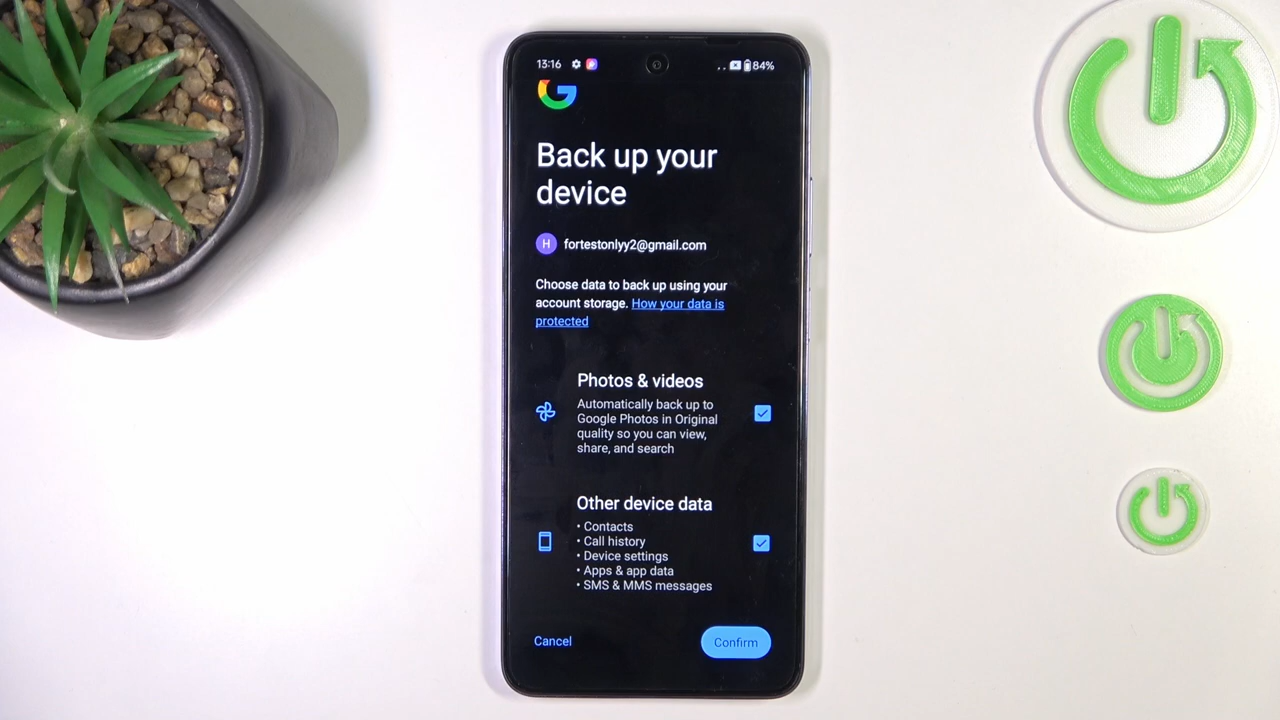 13:16 84%
Back up your
device
H fortestonlyy2@gmail.com
Choose data to back up using your
account storage. How your data is
protected
Photos & videos
Automatically back up to
Google Photos in Original
quality so you can view,
share, and search
Other device data
• Contacts
• Call history
• Device settings
• Apps & app data
• SMS & MMS messages
Cancel Confirm